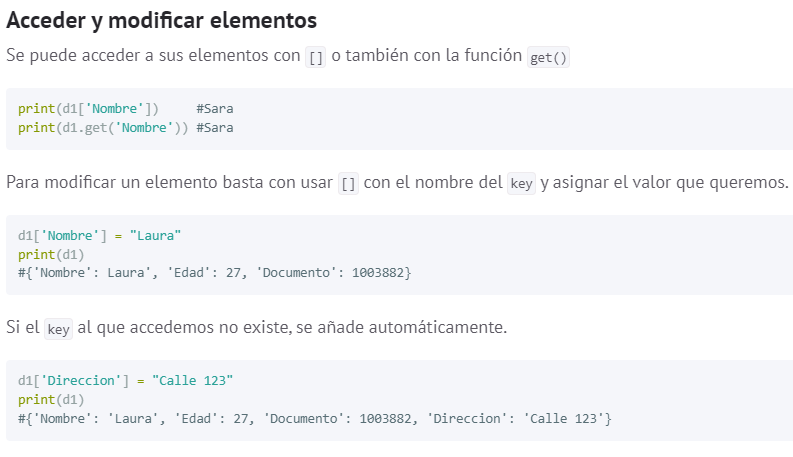 Acceder y modificar elementos
Se puede acceder a sus elementos con [] o también con la función get()
print(d1['Nombre'])     #Sara
print(d1.get('Nombre')) #Sara
Para modificar un elemento basta con usar [] con el nombre del key y asignar el valor que queremos.
d1['Nombre'] = "Laura"
print(d1)
#{'Nombre': Laura', 'Edad': 27, 'Documento': 1003882}
Si el key al que accedemos no existe, se añade automáticamente.
d1['Direccion'] = "Calle 123"
print(d1)
#{'Nombre': 'Laura', 'Edad': 27, 'Documento': 1003882, 'Direccion': 'Calle 123'}